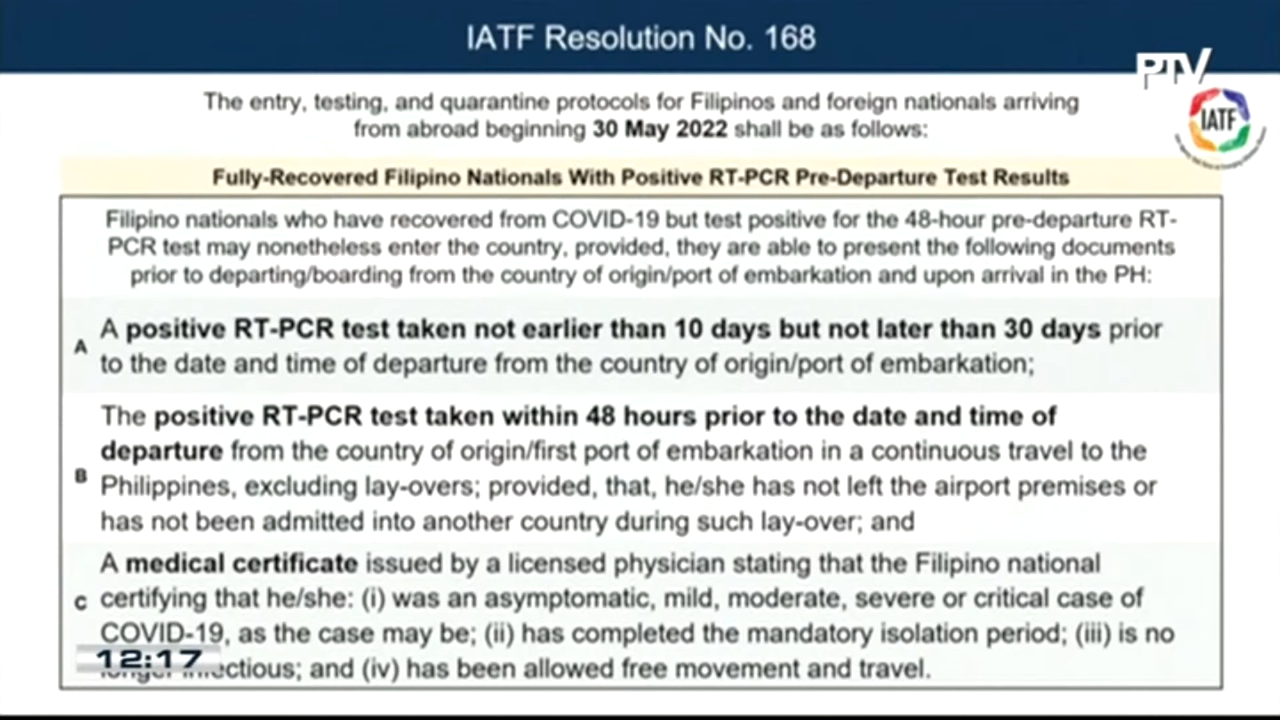 IATF Resolution No. 168
PTV
IATF
The entry, testing, and quarantine protocols for Filipinos and foreign nationals arriving
from abroad beginning 30 May 2022 shall be as follows:
Fully-Recovered Filipino Nationals With Positive RT-PCR Pre-Departure Test Results
Filipino nationals who have recovered from COVID-19 but test positive for the 48-hour pre-departure RT-
PCR test may nonetheless enter the country, provided, they are able to present the following documents
prior to departing/boarding from the country of origin/port of embarkation and upon arrival in the PH:
A
A positive RT-PCR test taken not earlier than 10 days but not later than 30 days prior
to the date and time of departure from the country of origin/port of embarkation;
B
The positive RT-PCR test taken within 48 hours prior to the date and time of
departure from the country of origin/first port of embarkation in a continuous travel to the
Philippines, excluding lay-overs; provided, that, he/she has not left the airport premises or
has not been admitted into another country during such lay-over; and
C
A medical certificate issued by a licensed physician stating that the Filipino national
certifying that he/she: (i) was an asymptomatic, mild, moderate, severe or critical case of
COVID-19, as the case may be; (ii) has completed the mandatory isolation period; (iii) is no
and (iv) has been allowed free movement and travel.
12:17